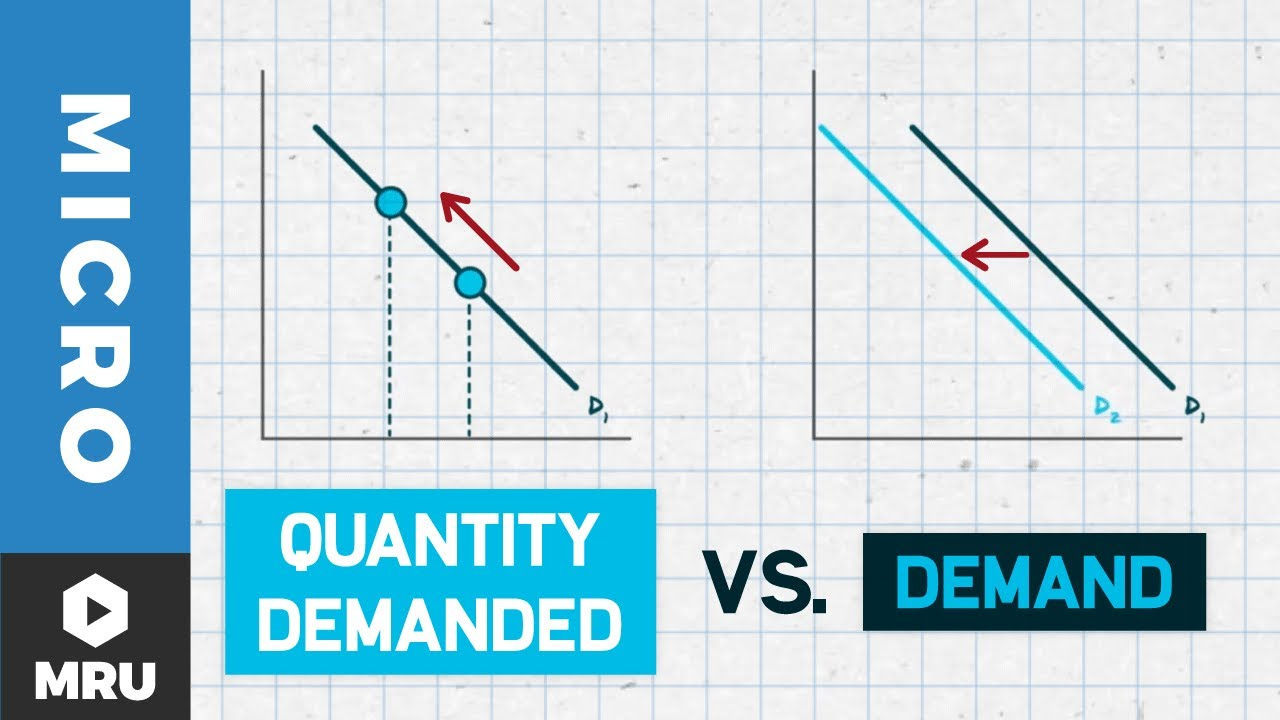 MICRO
MRU
D₁
D₂
D₁
QUANTITY
DEMANDED
VS.
DEMAND